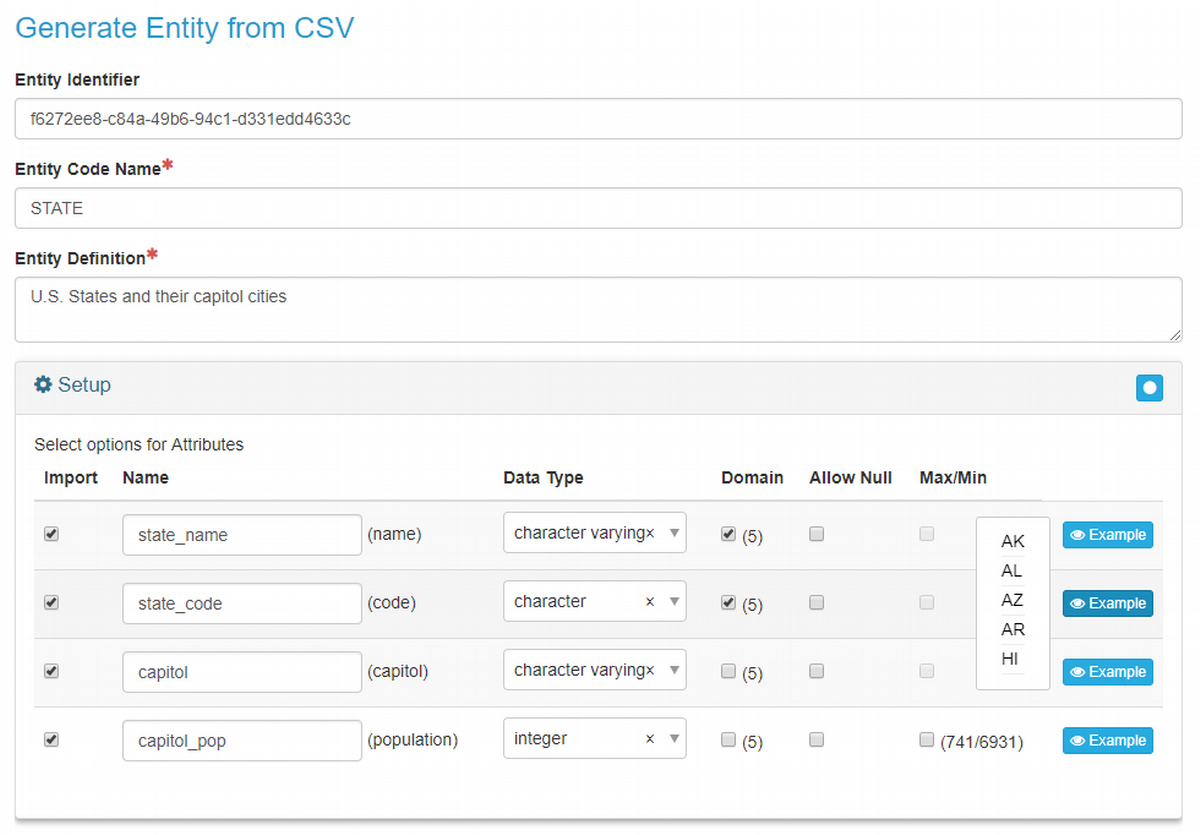 Generate Entity from CSV
Entity Identifier
f6272ee8-c84a-49b6-94c1-d331edd4633c
Entity Code Name*
STATE
Entity Definition*
U.S. States and their capitol cities
Setup
Select options for Attributes
Import Name Data Type Domain Allow Null Max/Min
state_name (name) character varying× (5) Example
state_code (code) character × (5) Example
capitol (capitol) character varying× (5) Example
capitol_pop (population) integer × (5) (741/6931) Example
AK
AL
AZ
AR
HI